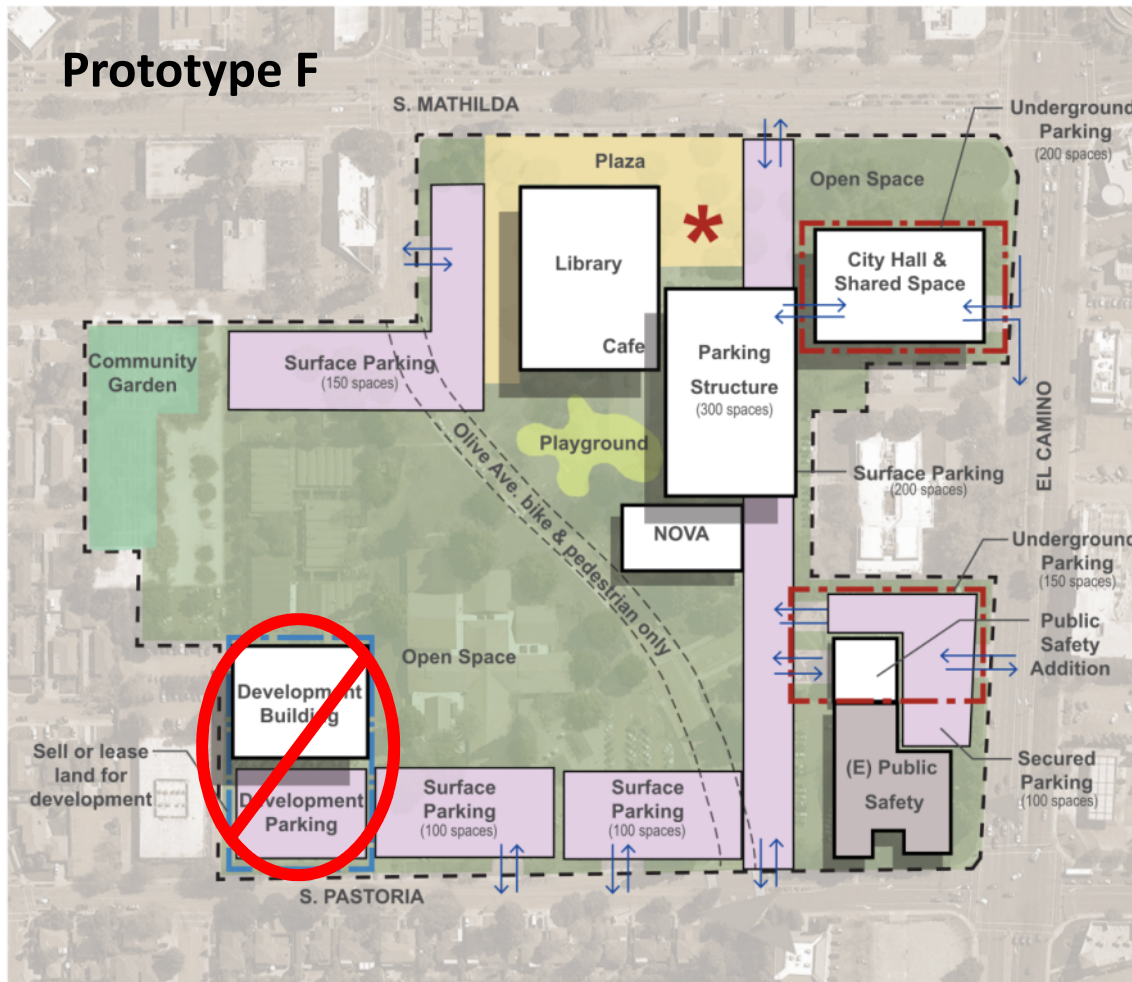 Prototype F
S. MATHILDA
Underground
Parking
(200 spaces)
Plaza
Open Space
*
Library
City Hall &
Shared Space
Cafe
Community
Garden
Surface Parking
(150 spaces)
Parking
Structure
(300 spaces)
EL CAMINO
Playground
Olive Ave. bike & pedestrian only
Surface Parking
(200 spaces)
NOVA
Underground
Parking
(150 spaces)
Public
Safety
Addition
Open Space
Development
Building
Sell or lease
land for
development
Development
Parking
Surface
Parking
(100 spaces)
Surface
Parking
(100 spaces)
(E) Public
Safety
Secured
Parking
(100 spaces)
S. PASTORIA